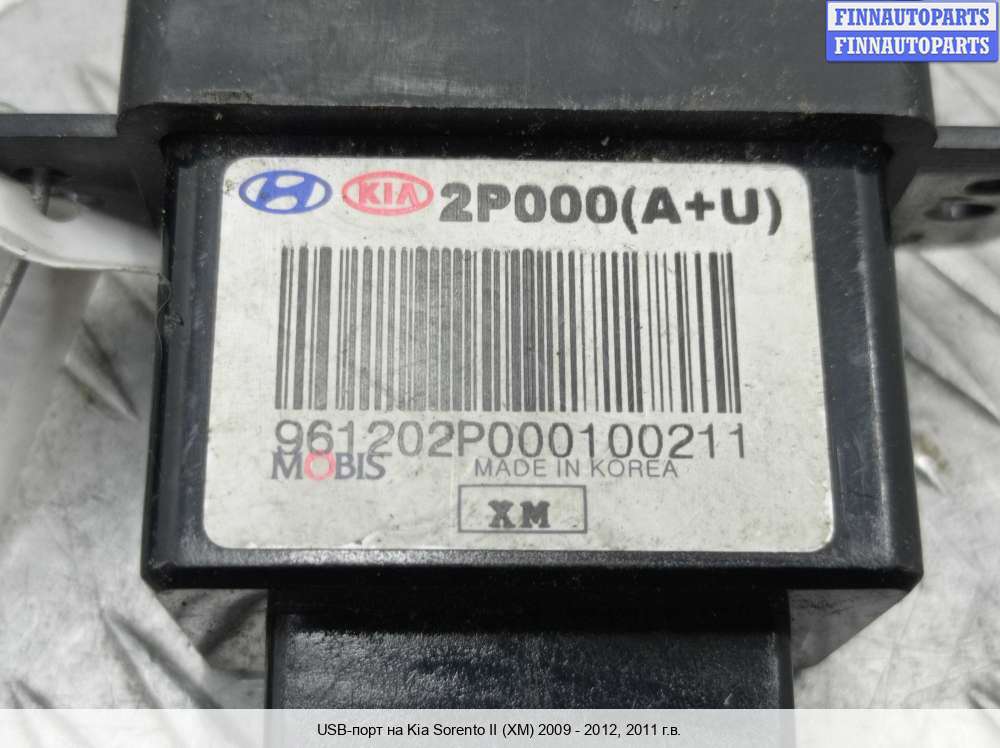 FINNAUTOPARTS
FINNAUTOPARTS
KIA 2P000(A+U)
961202P000100211
MOBIS MADE IN KOREA
XM
USB-порт на Kia Sorento II (XM) 2009 - 2012, 2011 г.в.